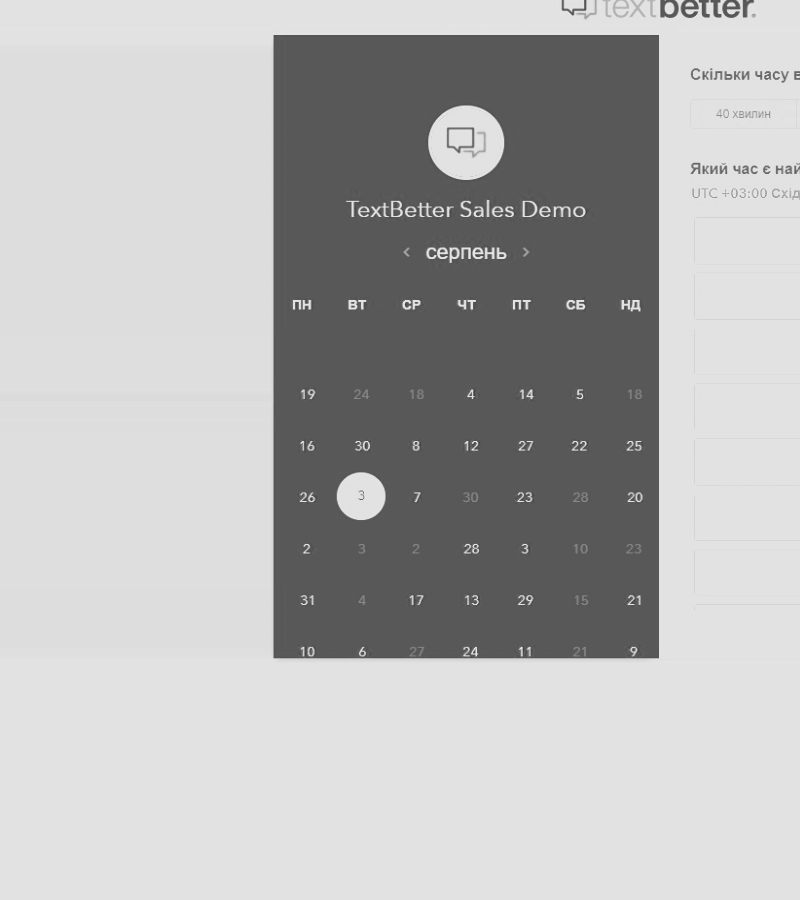 textbetter.
TextBetter Sales Demo
серпень
ПН ВТ СР ЧТ ПТ СБ НД
19 24 18 4 14 5 18
16 30 8 12 27 22 25
26 3 7 30 23 28 20
2 3 2 28 3 10 23
31 4 17 13 29 15 21
10 6 27 24 11 21 9
Скільки часу в
40 хвилин
Який час є най
UTC +03:00 Схід